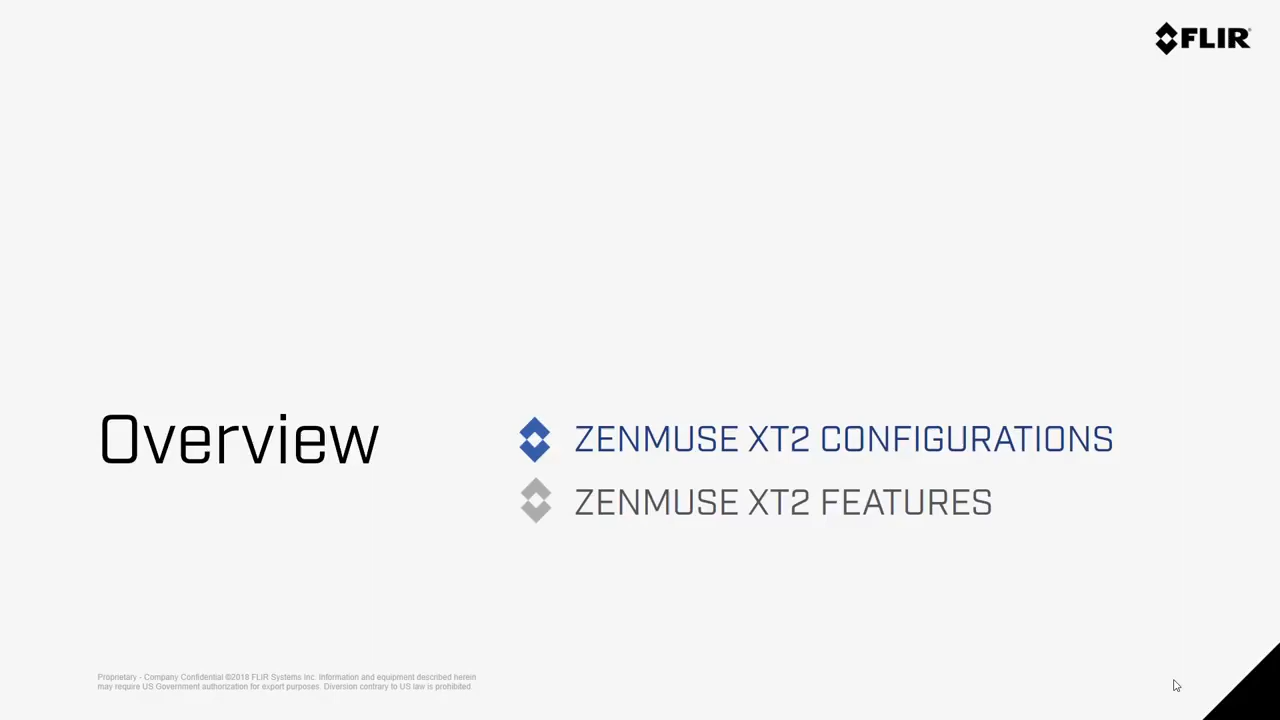 FLIR
Overview
ZENMUSE XT2 CONFIGURATIONS
ZENMUSE XT2 FEATURES
Proprietary - Company Confidential ©2018 FLIR Systems Inc. Information and equipment described herein
may require US Government authorization for export purposes. Diversion contrary to US law is prohibited.